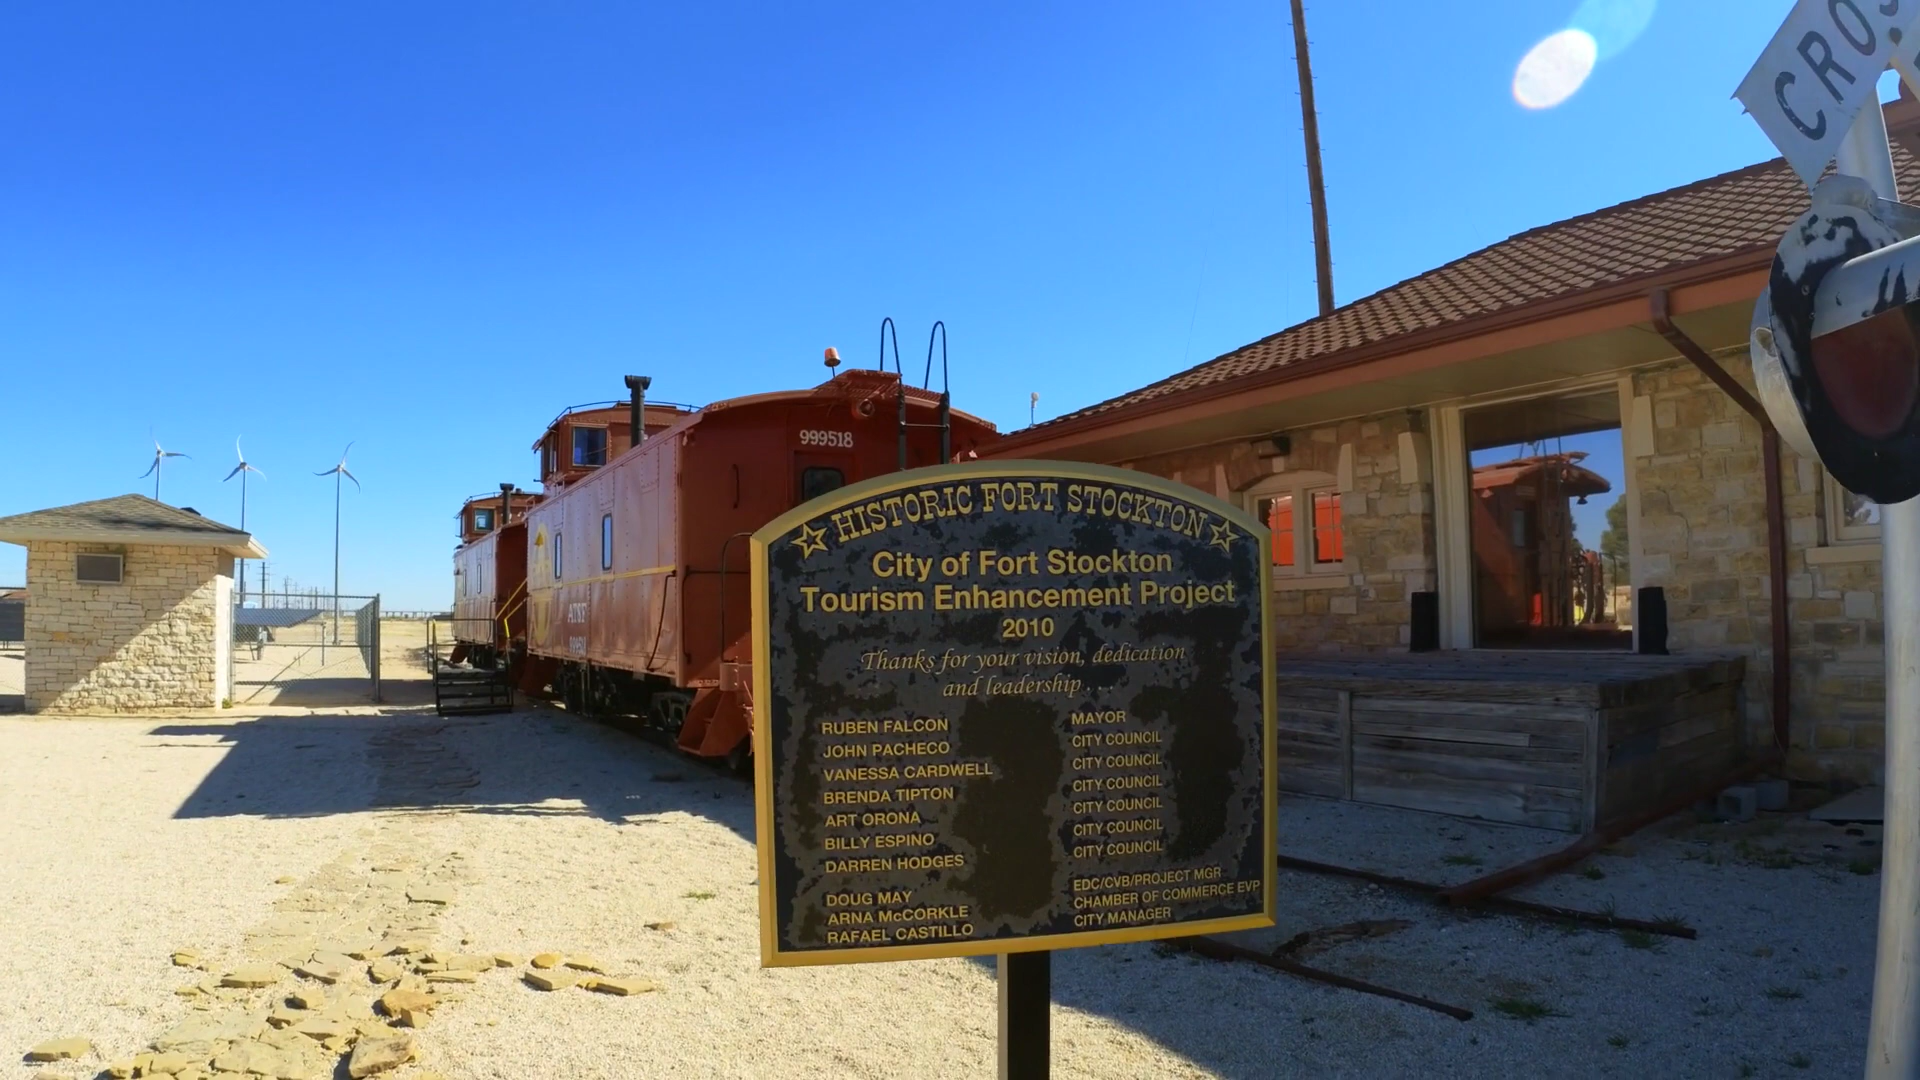 CROS
999518
ATSF
HISTORIC FORT STOCKTON
City of Fort Stockton
Tourism Enhancement Project
2010
Thanks for your vision, dedication
and leadership . . .
RUBEN FALCON MAYOR
JOHN PACHECO CITY COUNCIL
VANESSA CARDWELL CITY COUNCIL
BRENDA TIPTON CITY COUNCIL
ART ORONA CITY COUNCIL
BILLY ESPINO CITY COUNCIL
DARREN HODGES CITY COUNCIL
DOUG MAY EDC/CVB/PROJECT MGR
ARNA McCORKLE CHAMBER OF COMMERCE EVP
RAFAEL CASTILLO CITY MANAGER